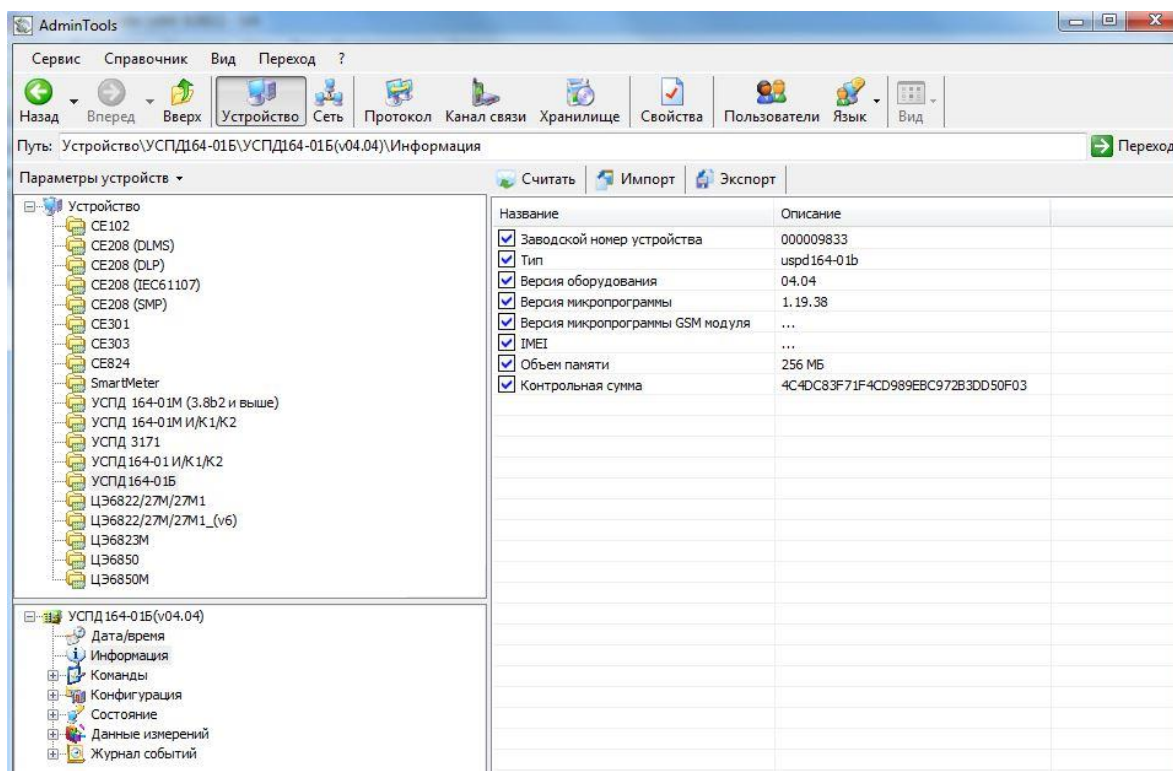 AdminTools
Сервис Справочник Вид Переход ?
Назад Вперед Вверх Устройство Сеть Протокол Канал связи Хранилище Свойства Пользователи Язык Вид
Путь: Устройство\УСПД164-01Б\УСПД164-01Б(v04.04)\Информация Переход
Параметры устройств
Считать Импорт Экспорт
Устройство
CE102
CE208 (DLMS)
CE208 (DLP)
CE208 (IEC61107)
CE208 (SMP)
CE301
CE303
CE824
SmartMeter
УСПД 164-01М (3.8b2 и выше)
УСПД 164-01М И/К1/К2
УСПД 3171
УСПД164-01 И/К1/К2
УСПД164-01Б
ЦЭ6822/27М/27М1
ЦЭ6822/27М/27М1_(v6)
ЦЭ6823М
ЦЭ6850
ЦЭ6850М
Название Описание
Заводской номер устройства 000009833
Тип uspd164-01b
Версия оборудования 04.04
Версия микропрограммы 1.19.38
Версия микропрограммы GSM модуля ...
IMEI ...
Объем памяти 256 МБ
Контрольная сумма 4C4DC83F71F4CD989EBC972B3DD50F03
УСПД164-01Б(v04.04)
Дата/время
Информация
Команды
Конфигурация
Состояние
Данные измерений
Журнал событий